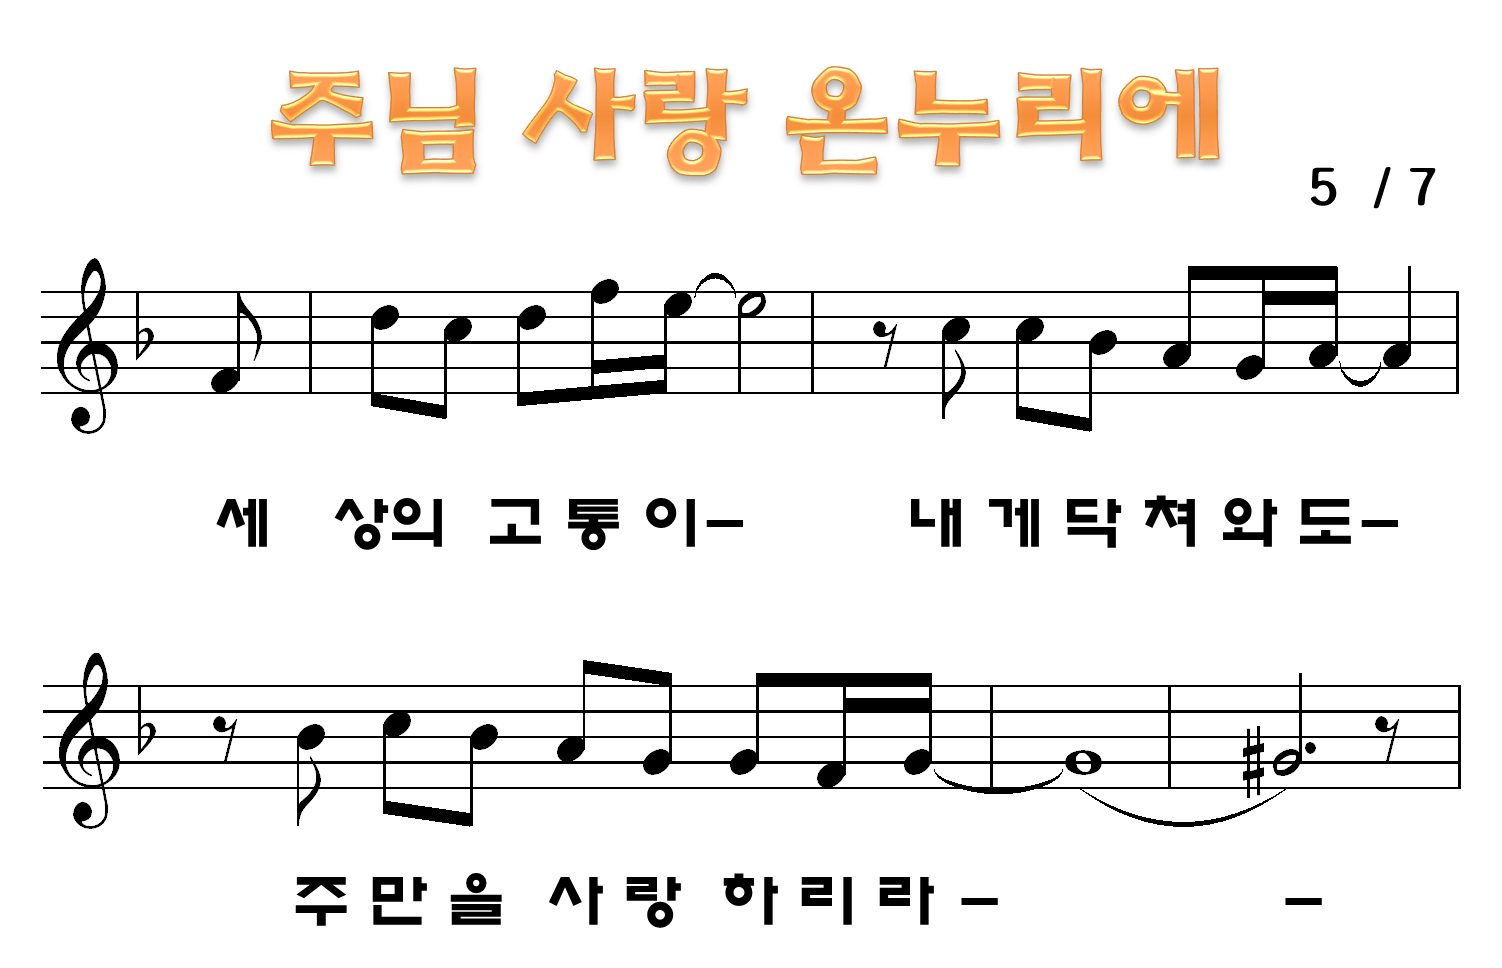 주님 사랑 온누리에
5 / 7
세 상의 고 통 이– 내 게 닥 쳐 와 도–
주 만 을 사 랑 하 리 라 – –